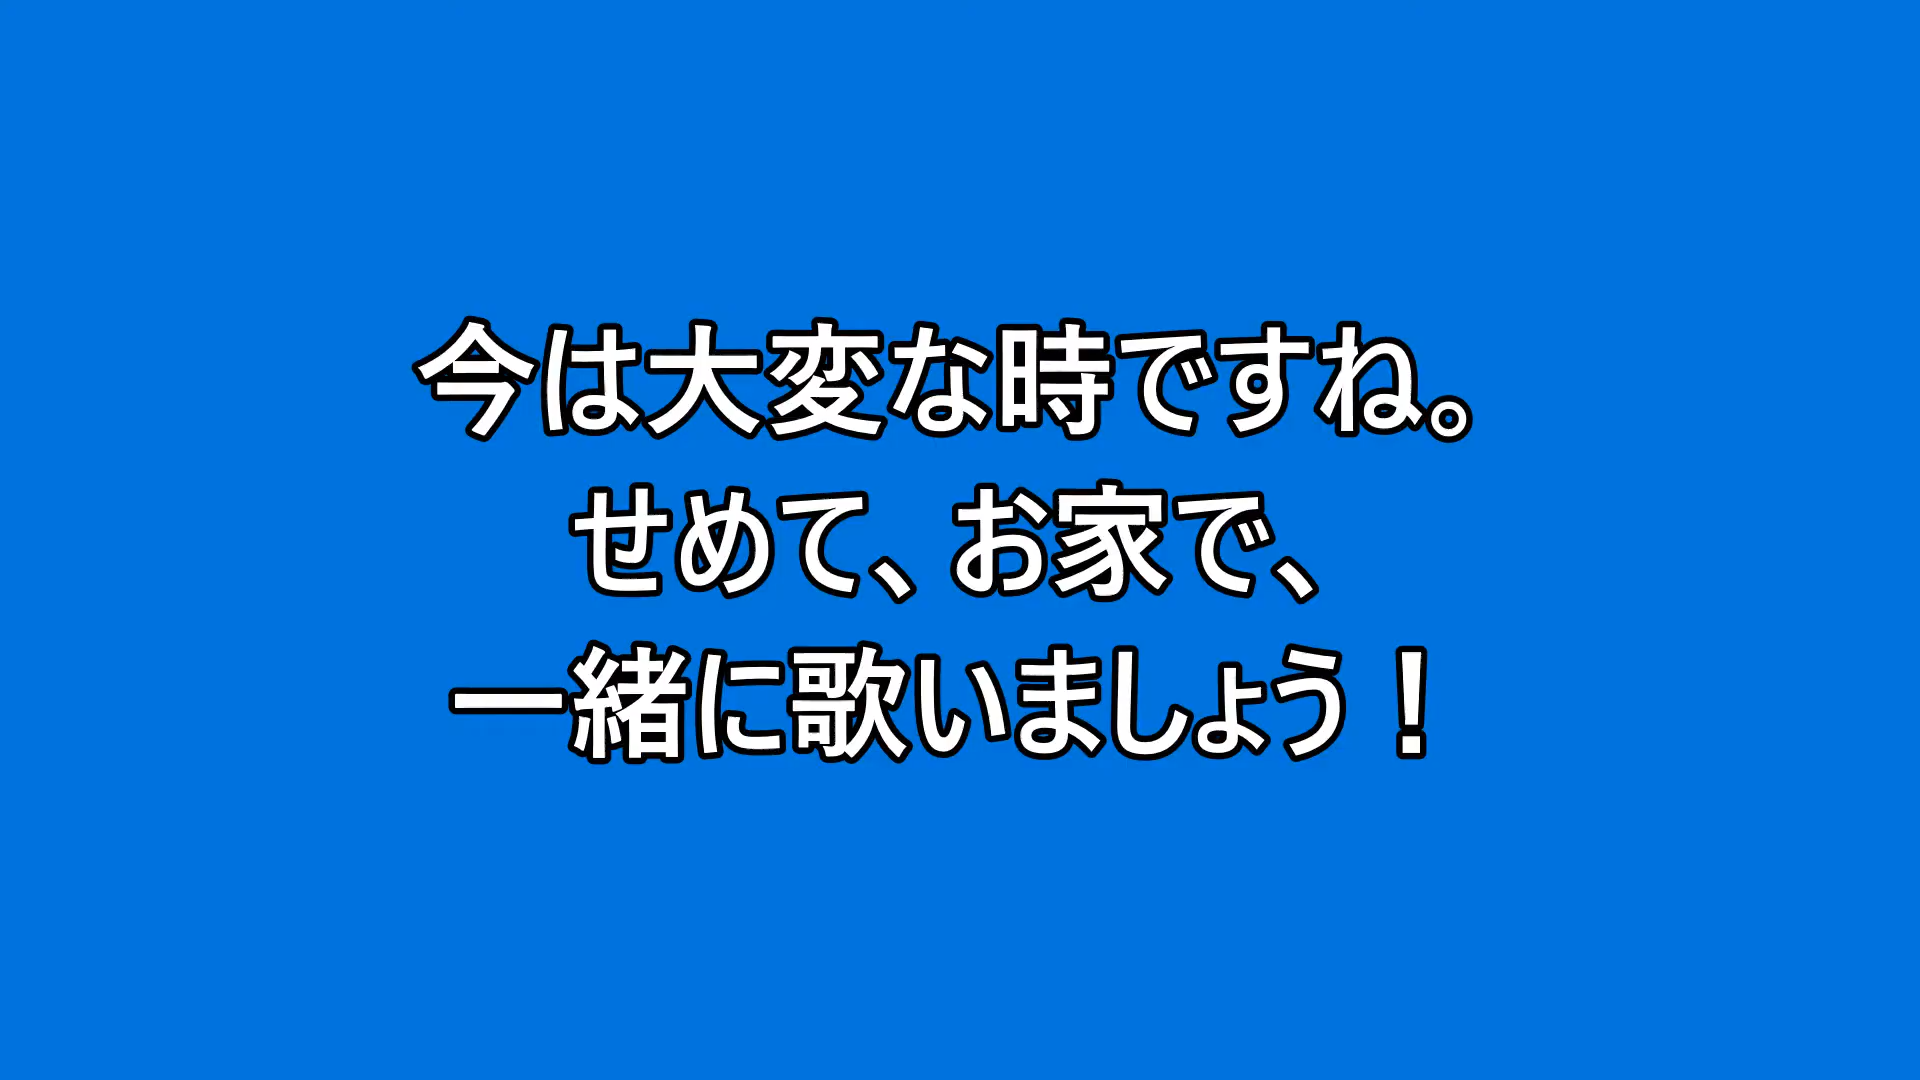 今は大変な時ですね。
せめて、お家で、
一緒に歌いましょう！